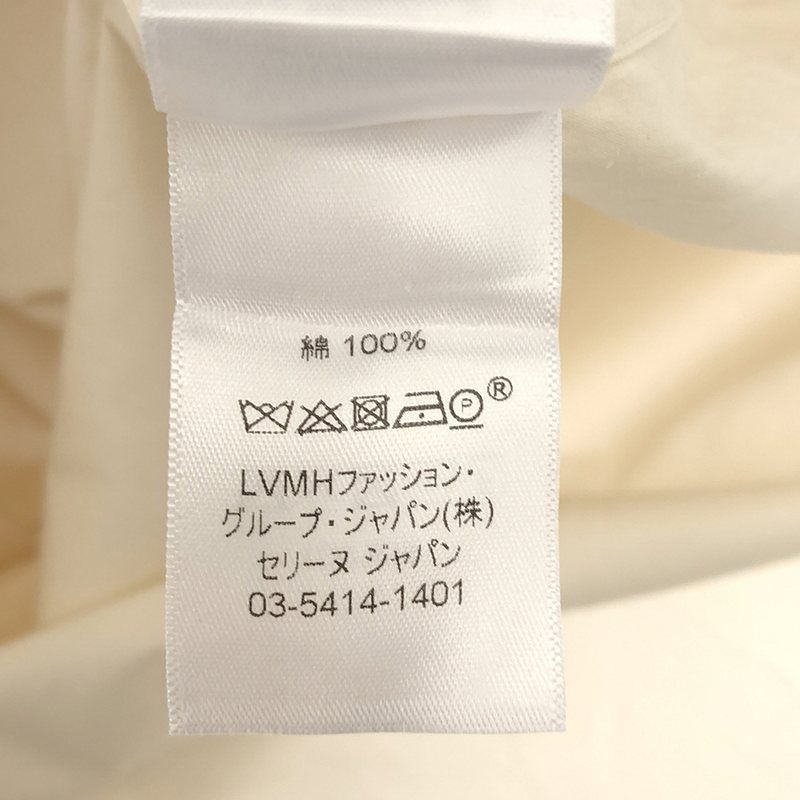 綿 100%
P ®
LVMHファッション・
グループ・ジャパン(株)
セリーヌ ジャパン
03-5414-1401